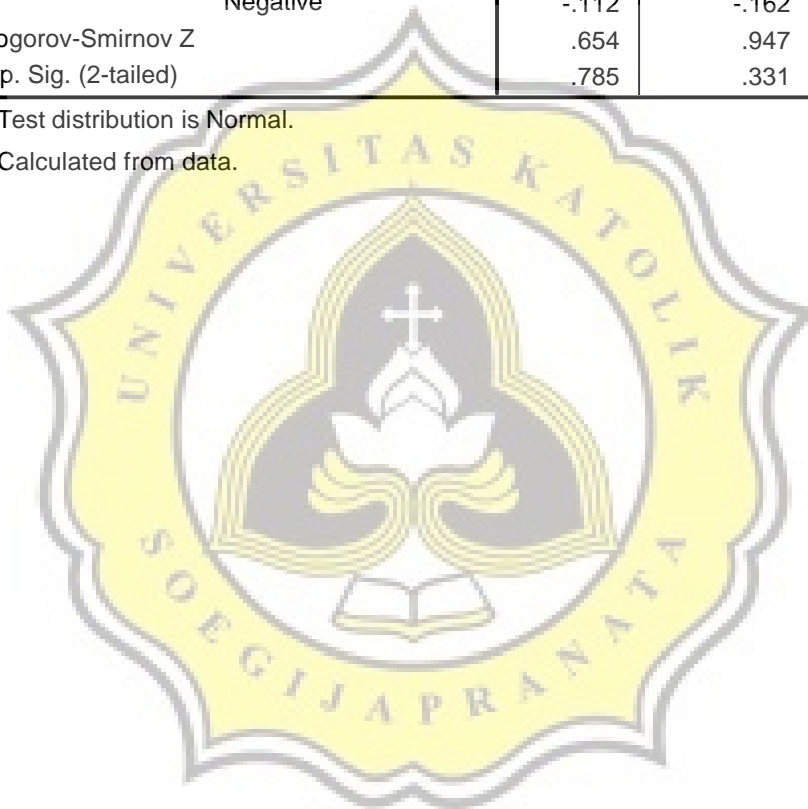 Negative -.112 -.162
ogorov-Smirnov Z .654 .947
p. Sig. (2-tailed) .785 .331
Test distribution is Normal.
Calculated from data.
UNIVERSITAS KATOLIK
SOEGIJAPRANATA